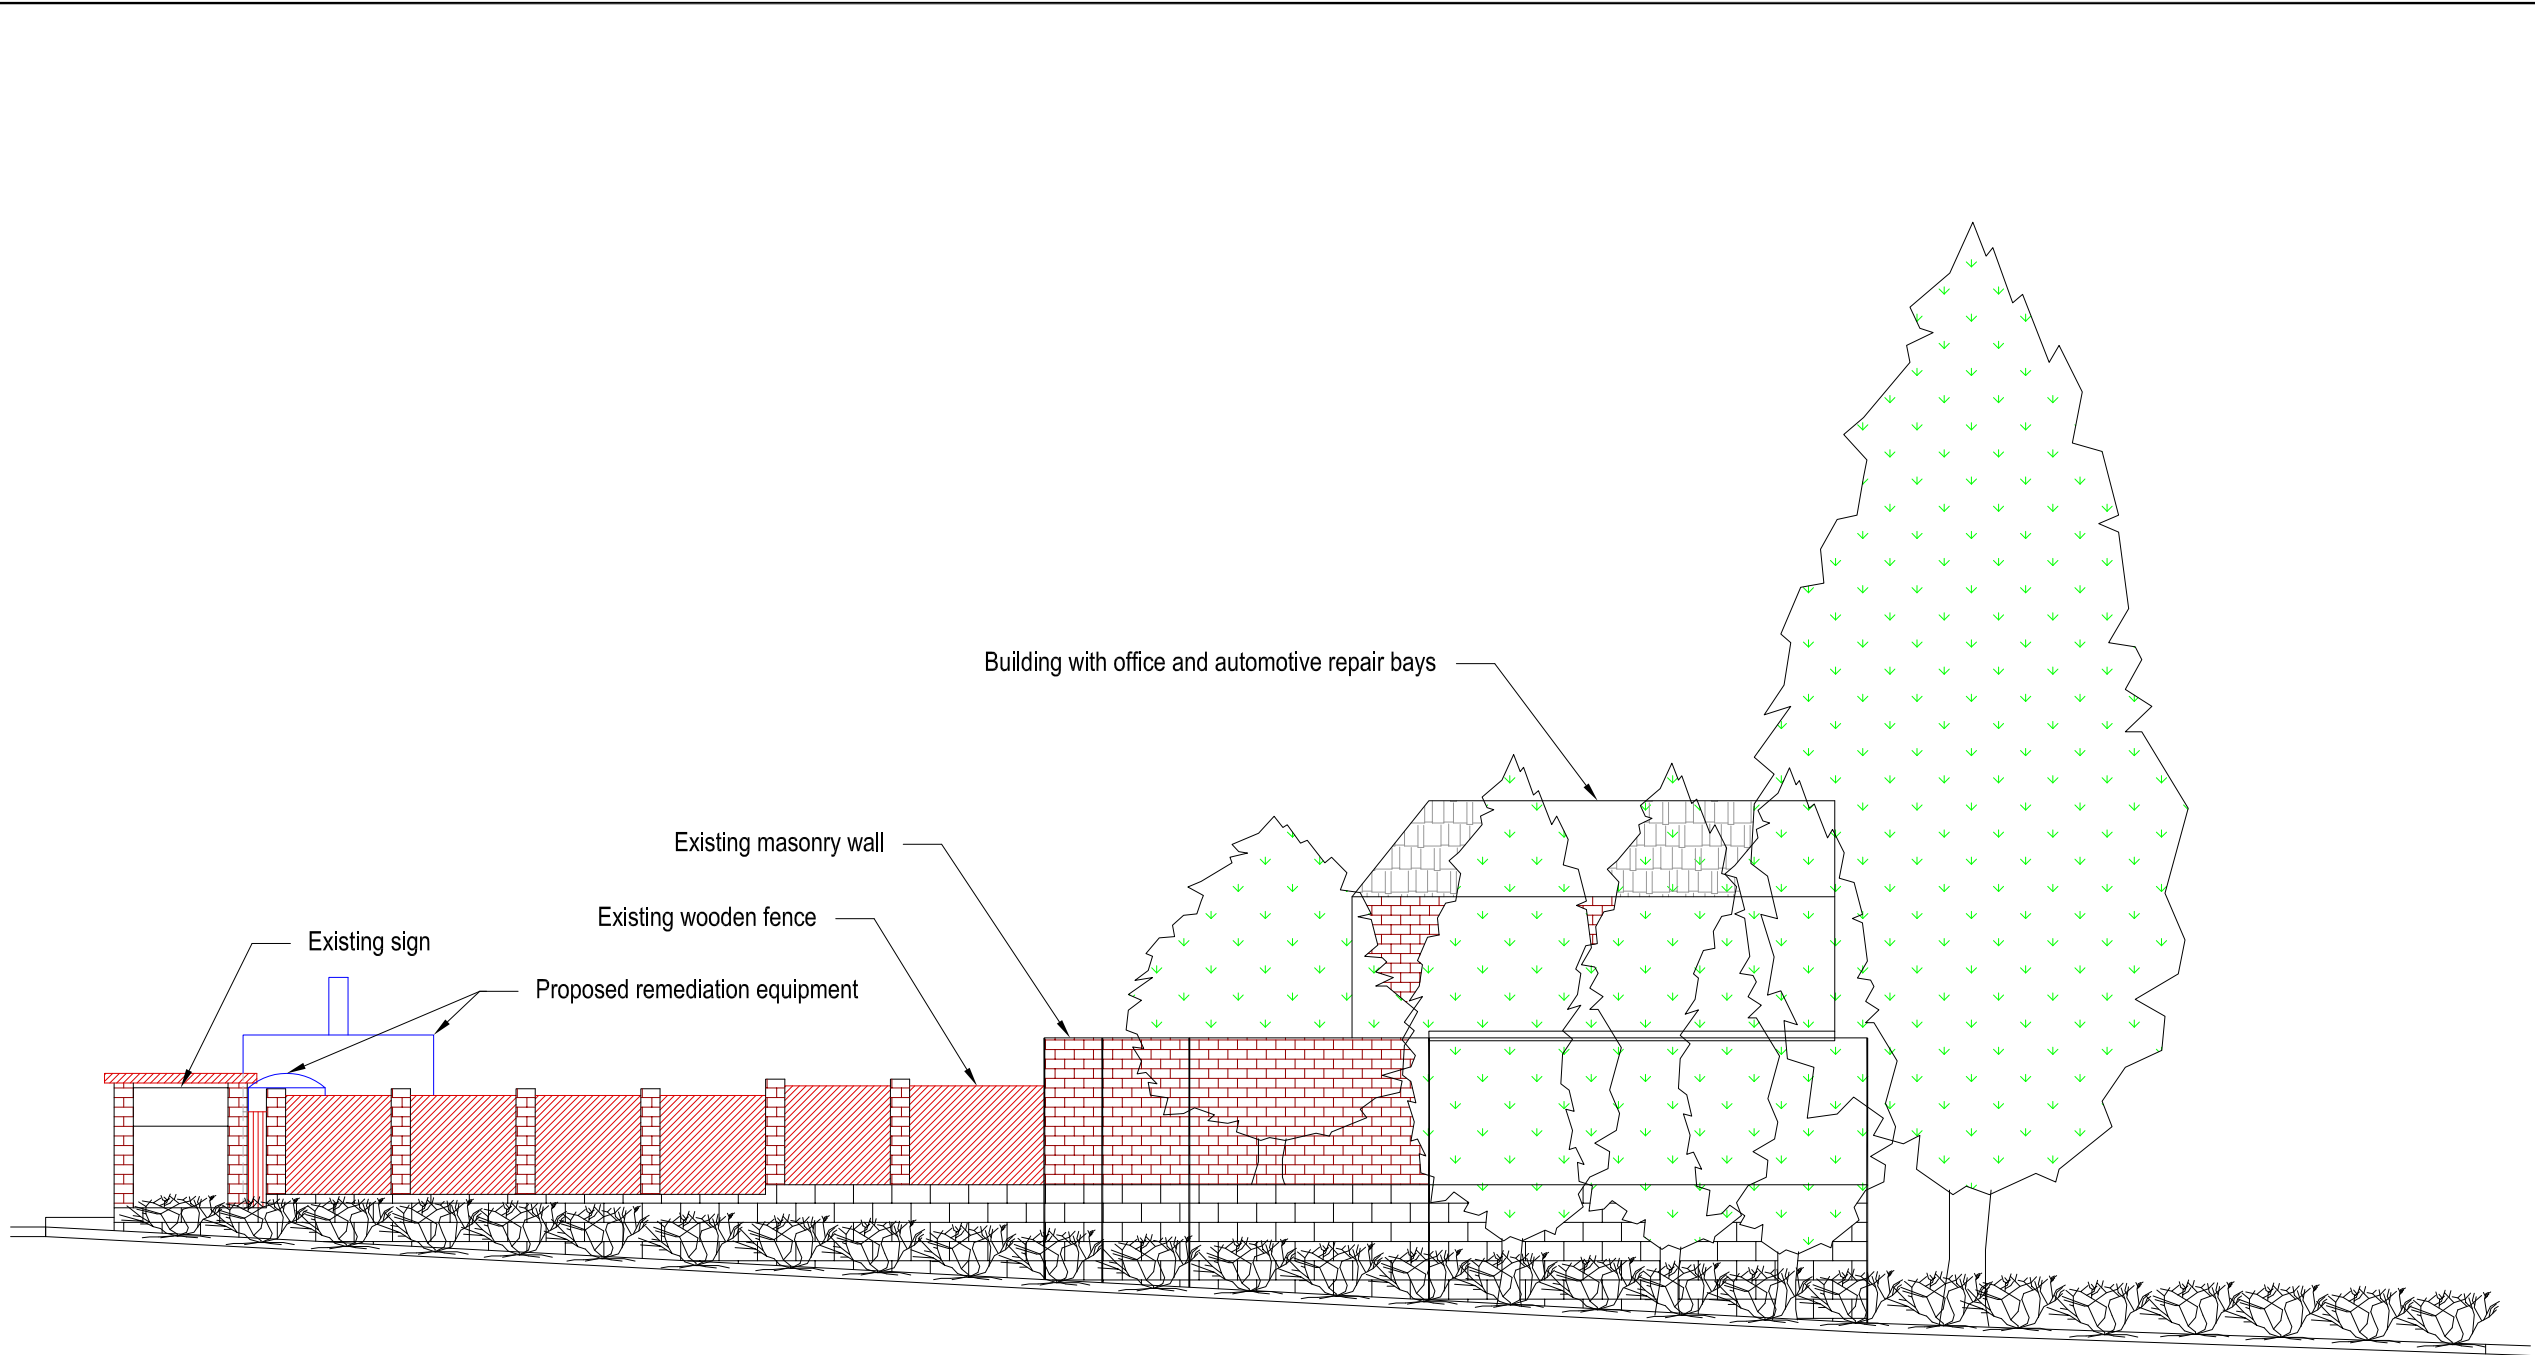 Building with office and automotive repair bays
Existing masonry wall
Existing wooden fence
Existing sign
Proposed remediation equipment